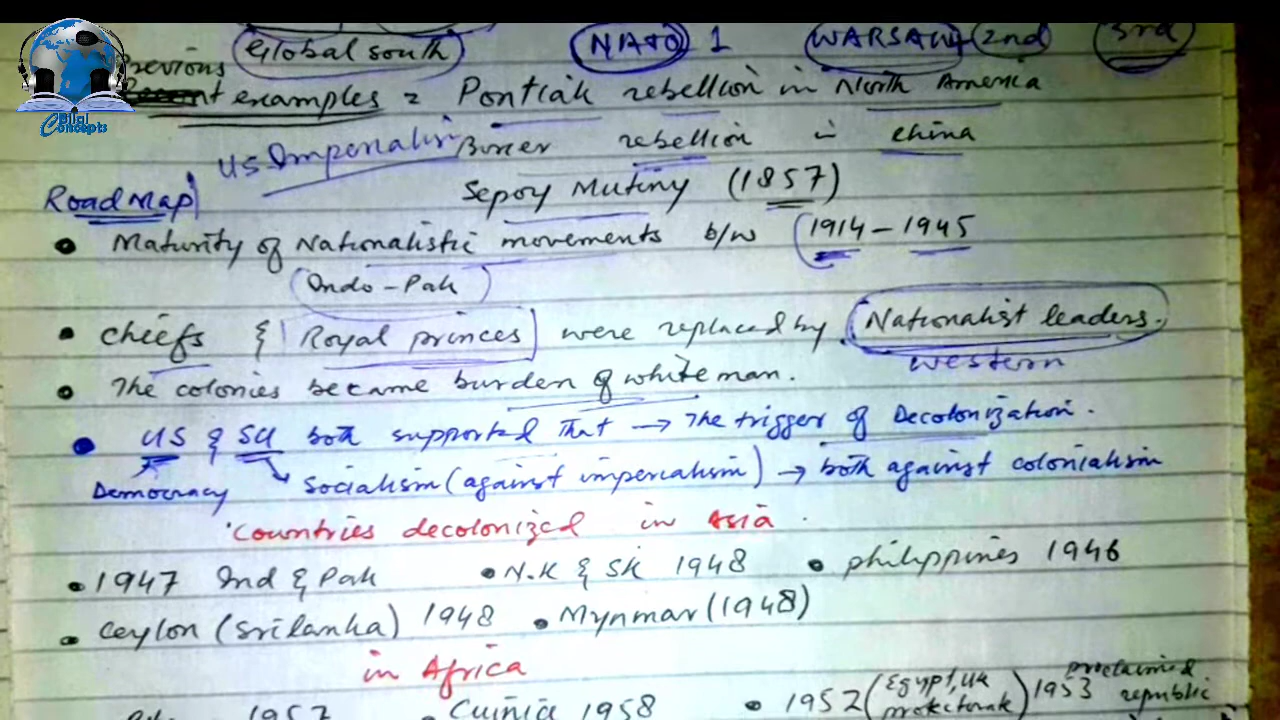 Global south NATO 1 WARSAW 2nd 3rd
Previous
examples = Pontiak rebellion in North America
US Imperialism Boxer rebellion in china
Road Map Sepoy Mutiny (1857)
• Maturity of Nationalistic movements b/w (1914 – 1945
(Indo-Pak)
• Chiefs & Royal princes were replaced by Nationalist leaders.
western
• The colonies became burden of white man.
• US & SU both supported that → The trigger of Decolonization.
Democracy Socialism (against imperialism) → both against colonialism
Countries decolonized in Asia
• 1947 Ind & Pak • N.K & SK 1948 • philippines 1946
• Ceylon (Srilanka) 1948 • Mynmar (1948)
in Africa
1957 • Guinia 1958 • 1952 (Egypt, UK protectorate) 1953 proclaimed republic
Bilal
Concepts